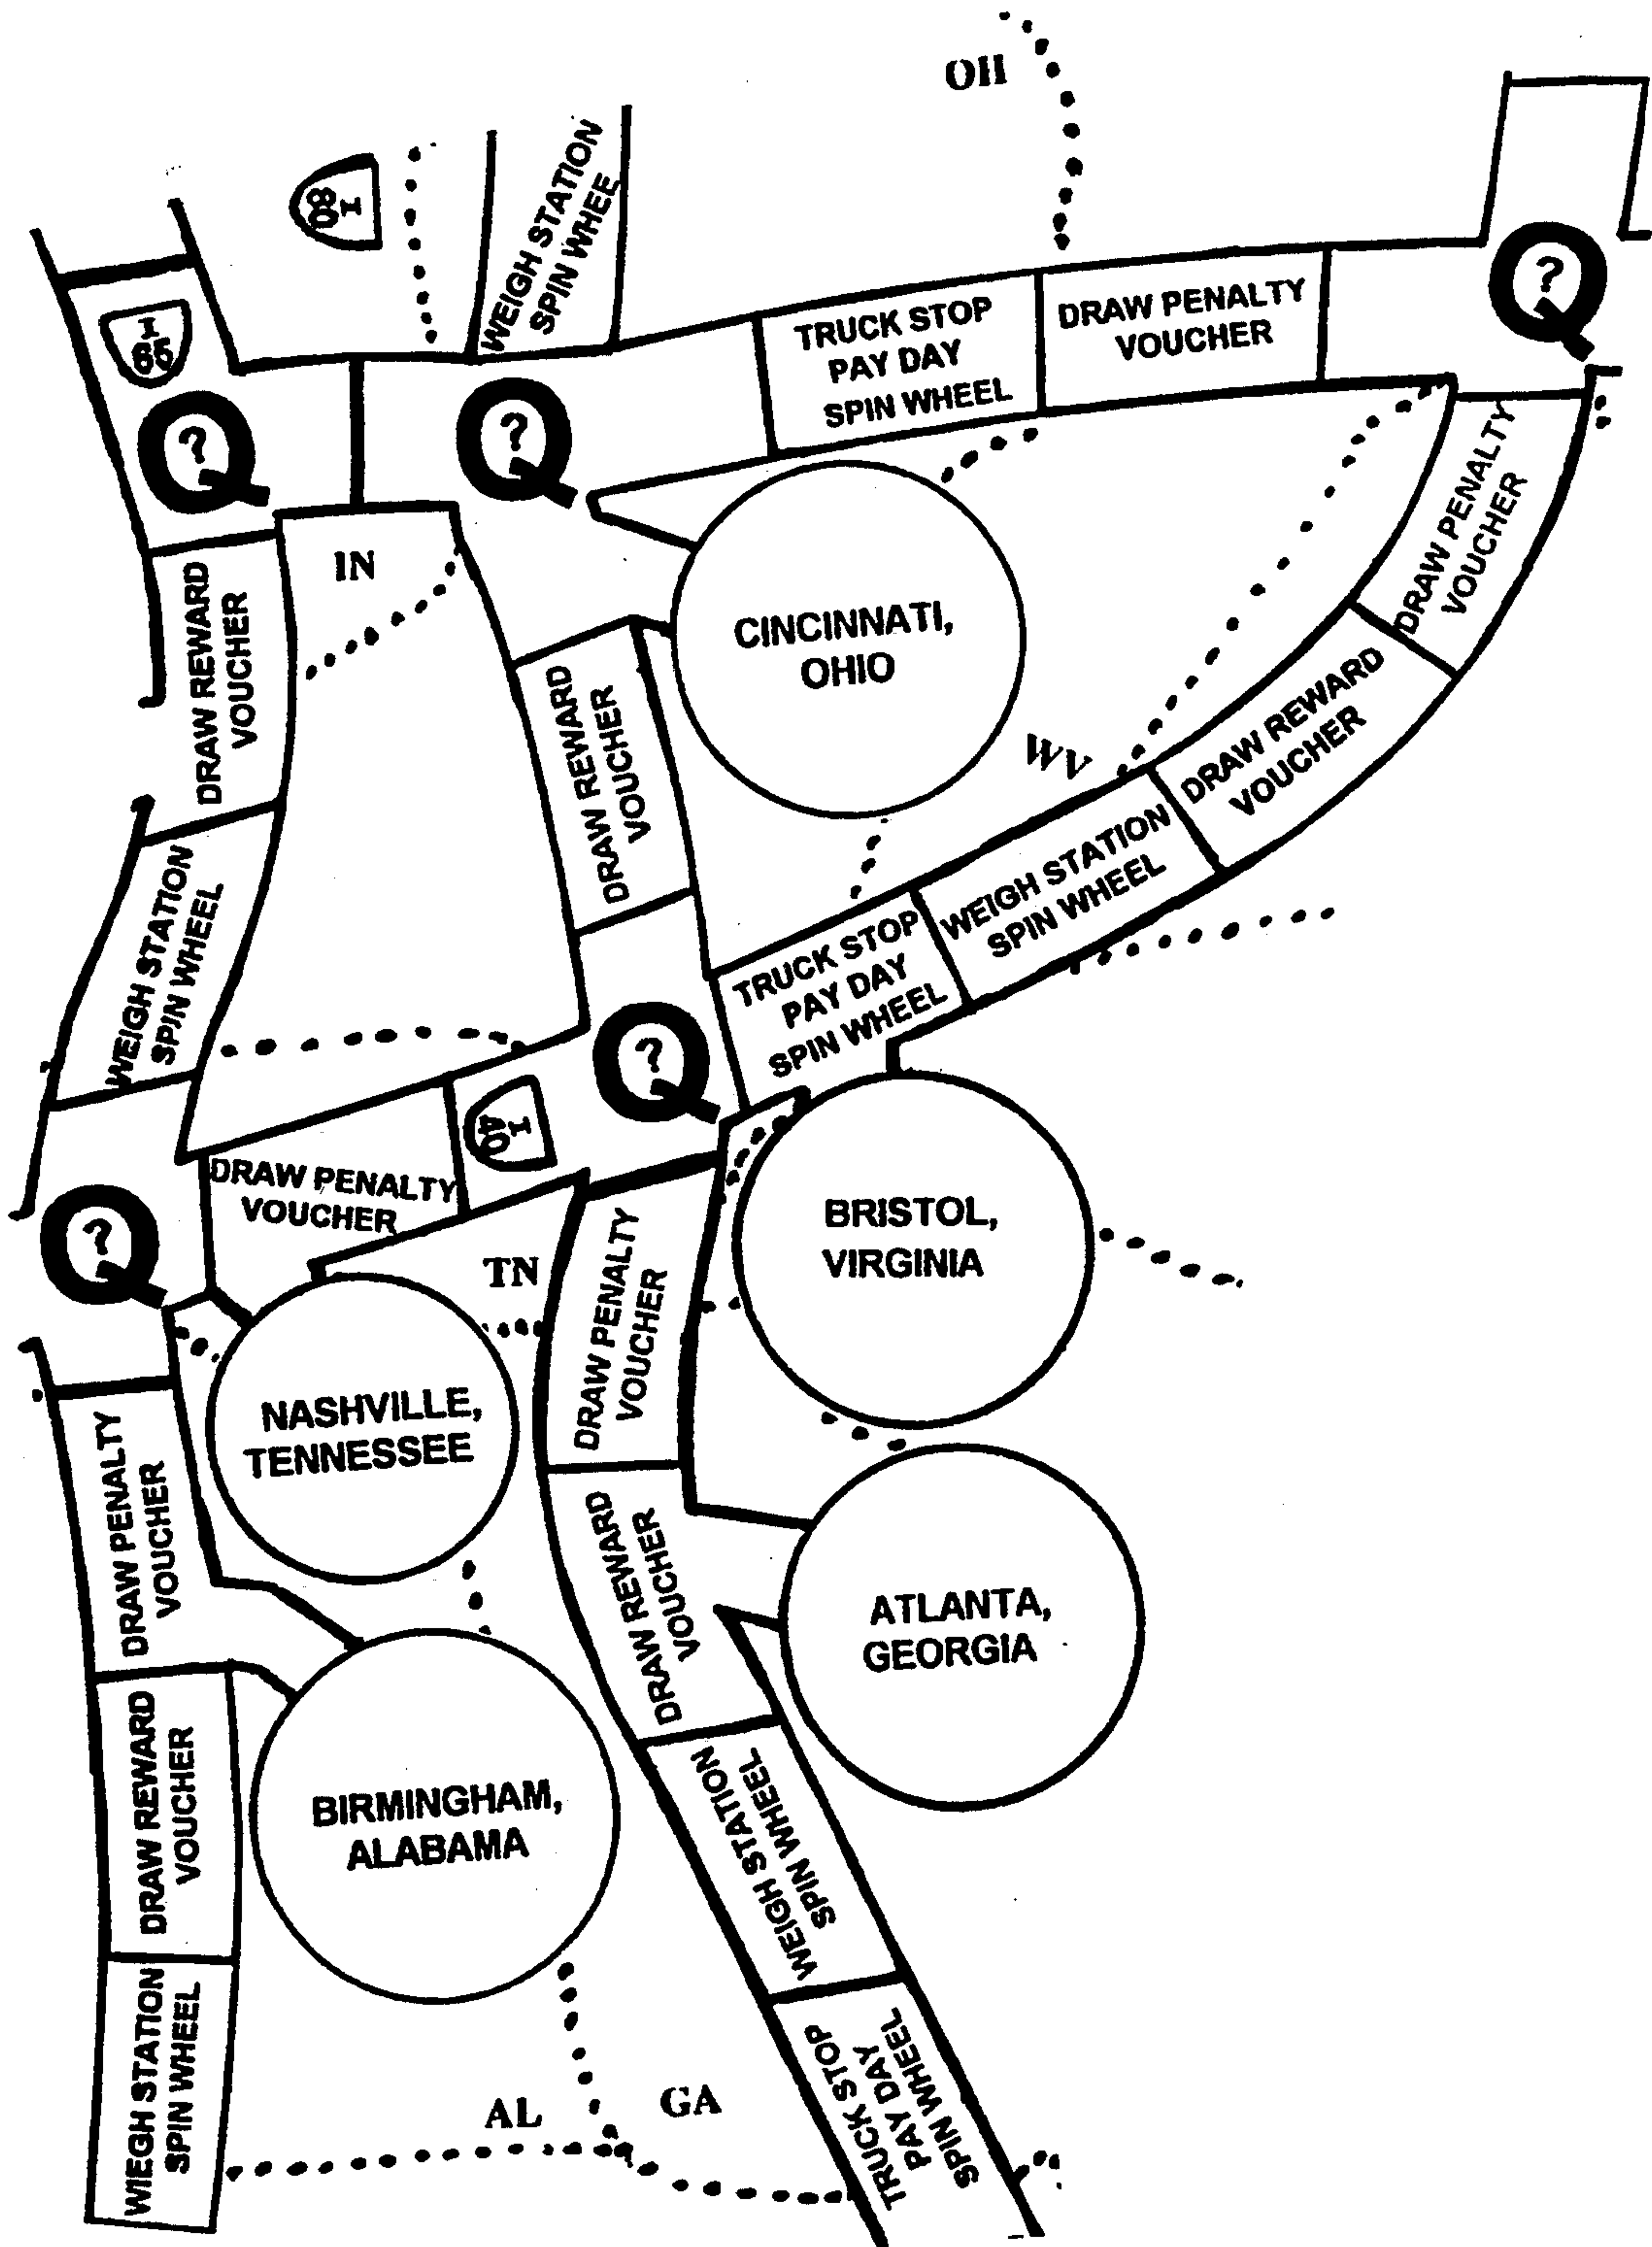 OH
I
80
WEIGH STATION
SPIN WHEE
I
65
Q
?
Q
?
Q
?
TRUCK STOP
PAY DAY
SPIN WHEEL
DRAW PENALTY
VOUCHER
DRAW PENALTY
VOUCHER
IN
DRAW REWARD
VOUCHER
CINCINNATI,
OHIO
DRAW REWARD
VOUCHER
DRAW REWARD
VOUCHER
WV
WEIGH STATION
SPIN WHEEL
WEIGH STATION
SPIN WHEEL
TRUCK STOP
PAY DAY
SPIN WHEEL
Q
?
I
40
DRAW PENALTY
VOUCHER
Q
?
BRISTOL,
VIRGINIA
TN
DRAW PENALTY
VOUCHER
NASHVILLE,
TENNESSEE
DRAW PENALTY
VOUCHER
DRAW REWARD
VOUCHER
ATLANTA,
GEORGIA
DRAW REWARD
VOUCHER
BIRMINGHAM,
ALABAMA
WEIGH STATION
SPIN WHEEL
WIEGH STATION
SPIN WHEEL
TRUCK STOP
PAY DAY
SPIN WHEEL
AL
GA